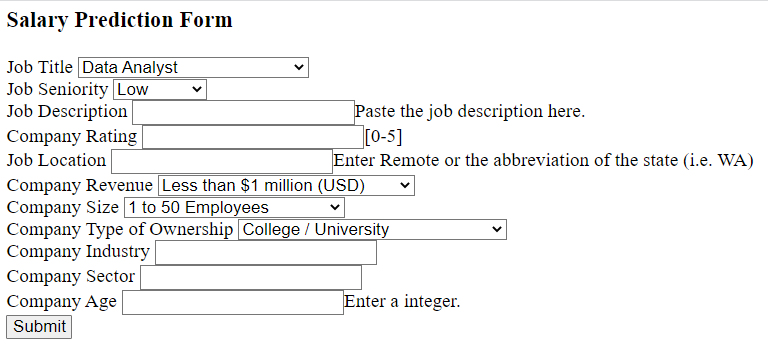 Salary Prediction Form
Job Title Data Analyst
Job Seniority Low
Job Description Paste the job description here.
Company Rating [0-5]
Job Location Enter Remote or the abbreviation of the state (i.e. WA)
Company Revenue Less than $1 million (USD)
Company Size 1 to 50 Employees
Company Type of Ownership College / University
Company Industry
Company Sector
Company Age Enter a integer.
Submit